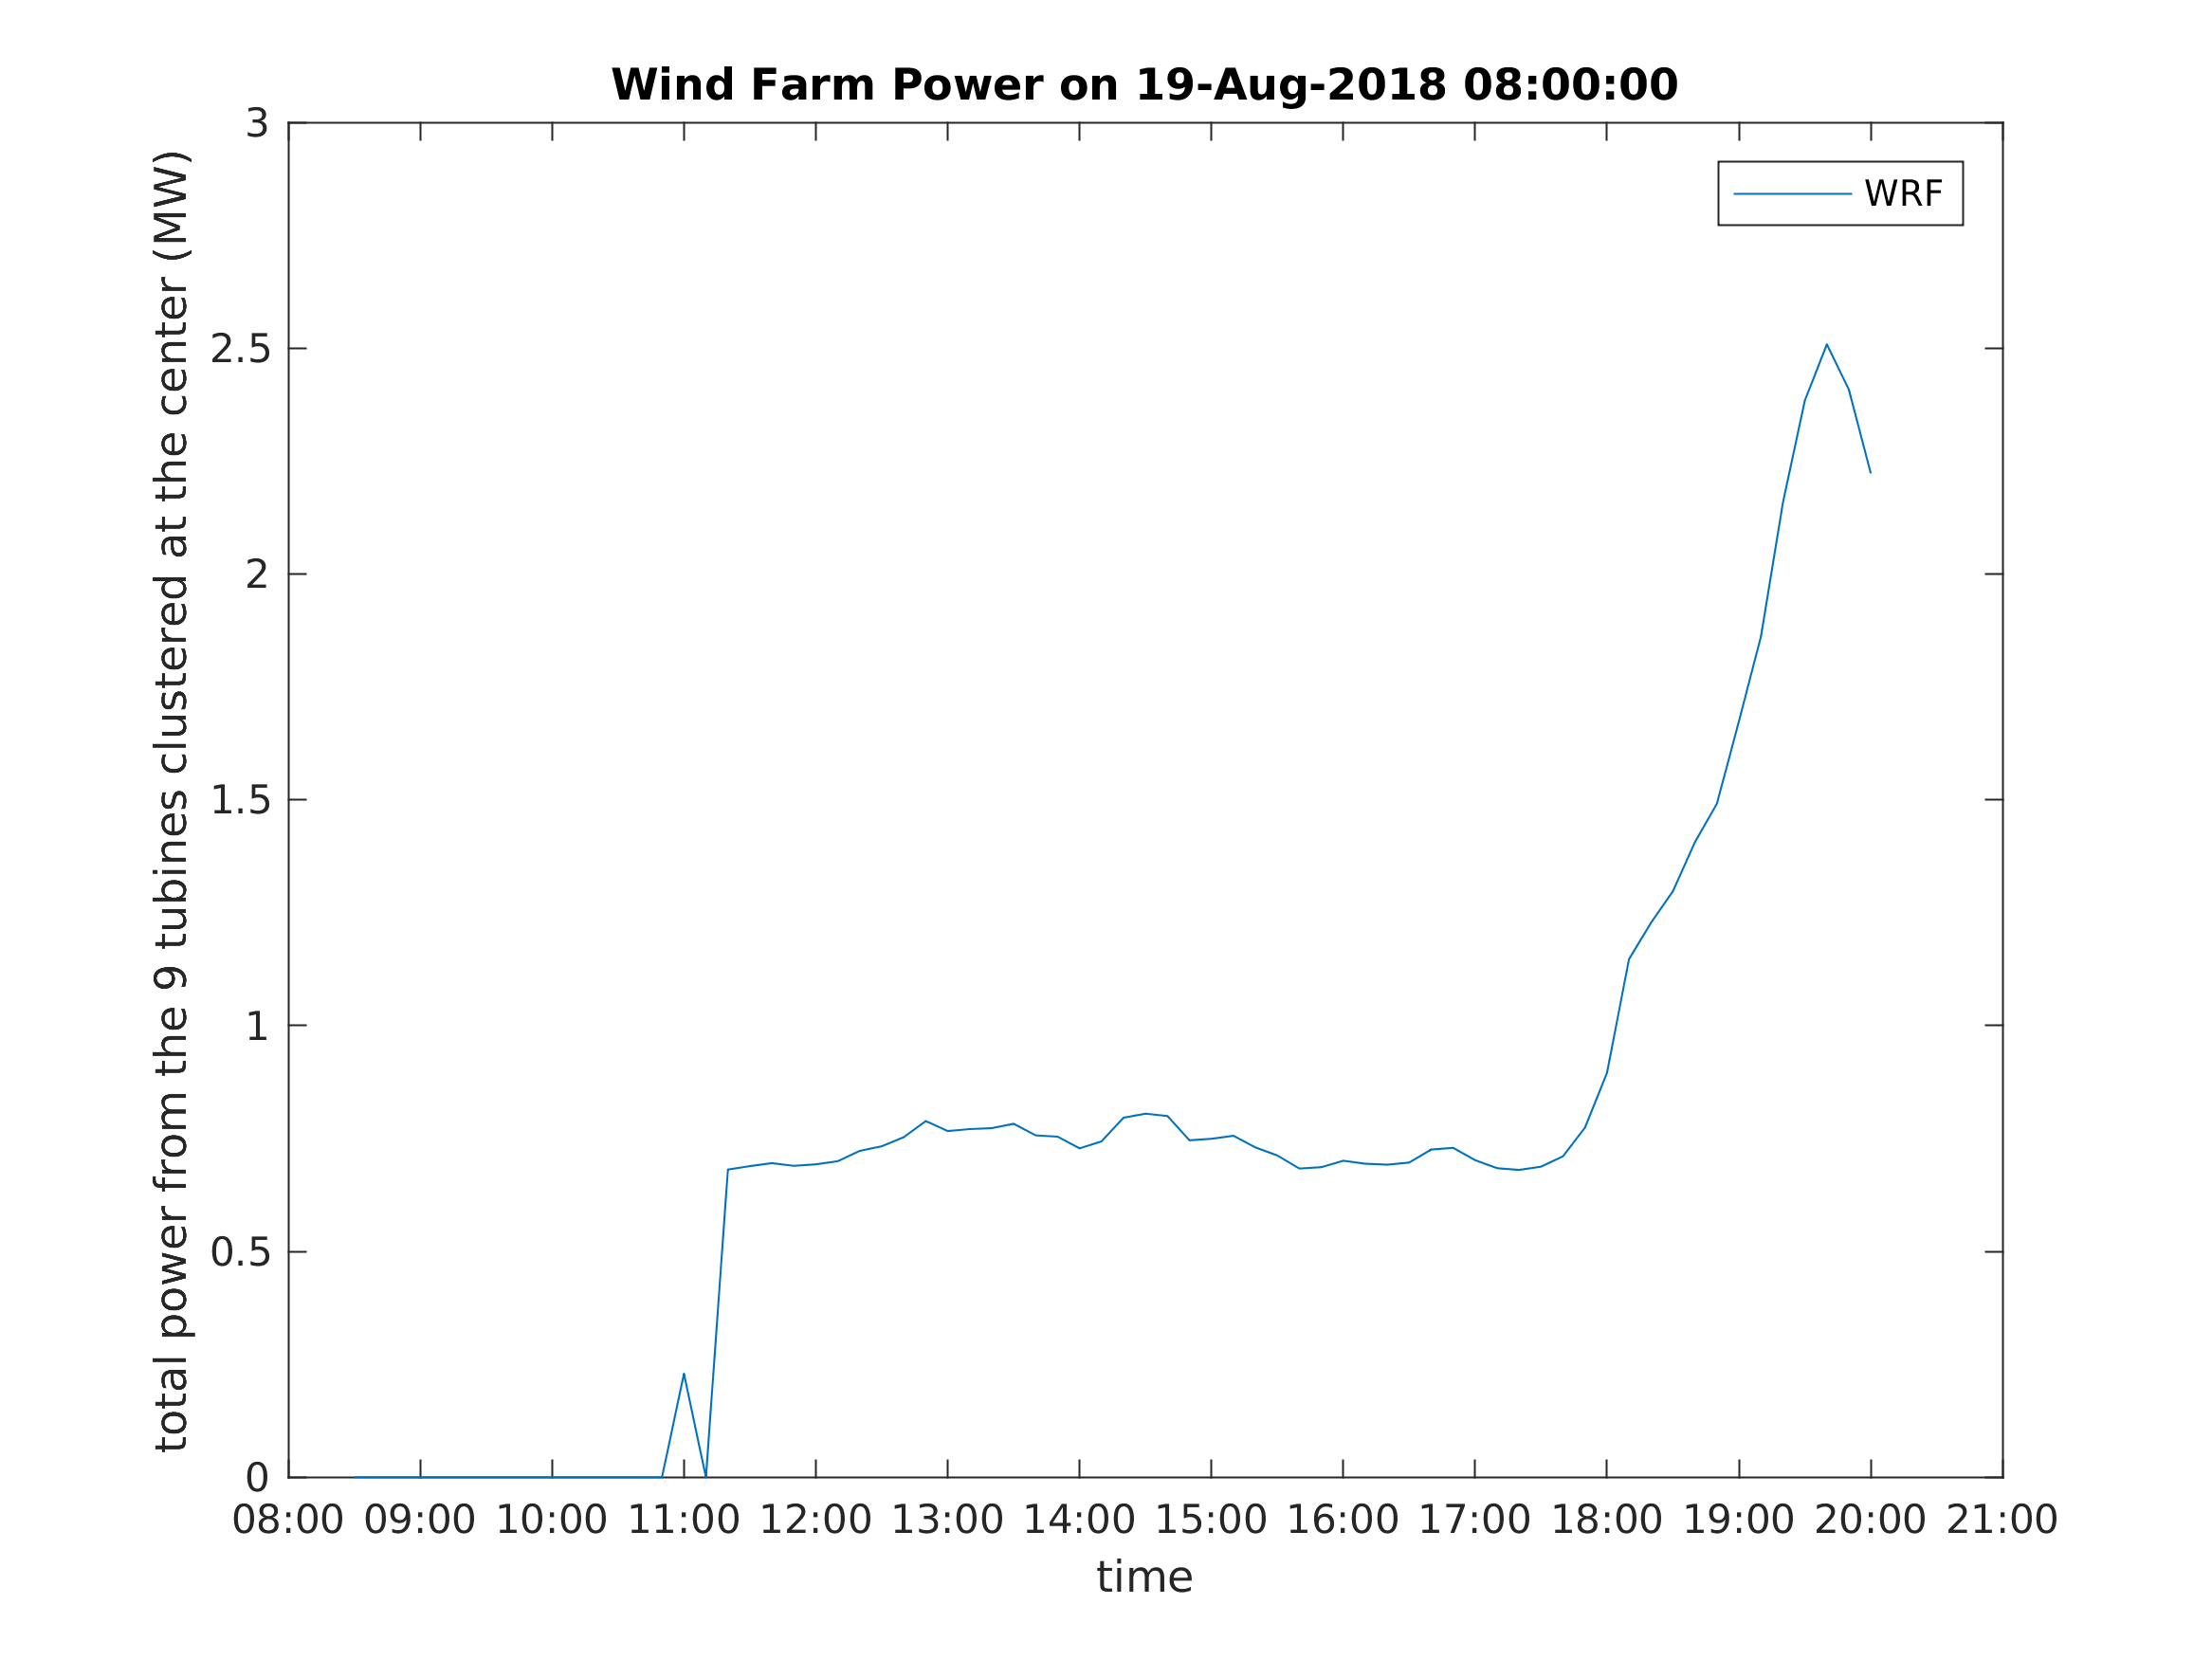 Wind Farm Power on 19-Aug-2018 08:00:00
total power from the 9 tubines clustered at the center (MW)
3
2.5
2
1.5
1
0.5
0
WRF
08:00 09:00 10:00 11:00 12:00 13:00 14:00 15:00 16:00 17:00 18:00 19:00 20:00 21:00
time